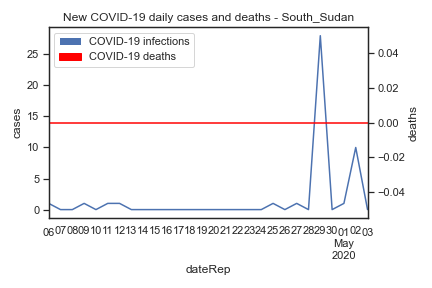 New COVID-19 daily cases and deaths - South_Sudan
COVID-19 infections
COVID-19 deaths
cases
25
20
15
10
5
0
deaths
0.04
0.02
0.00
−0.02
−0.04
06 07 08 09 10 11 12 13 14 15 16 17 18 19 20 21 22 23 24 25 26 27 28 29 30 01 02 03
May
2020
dateRep